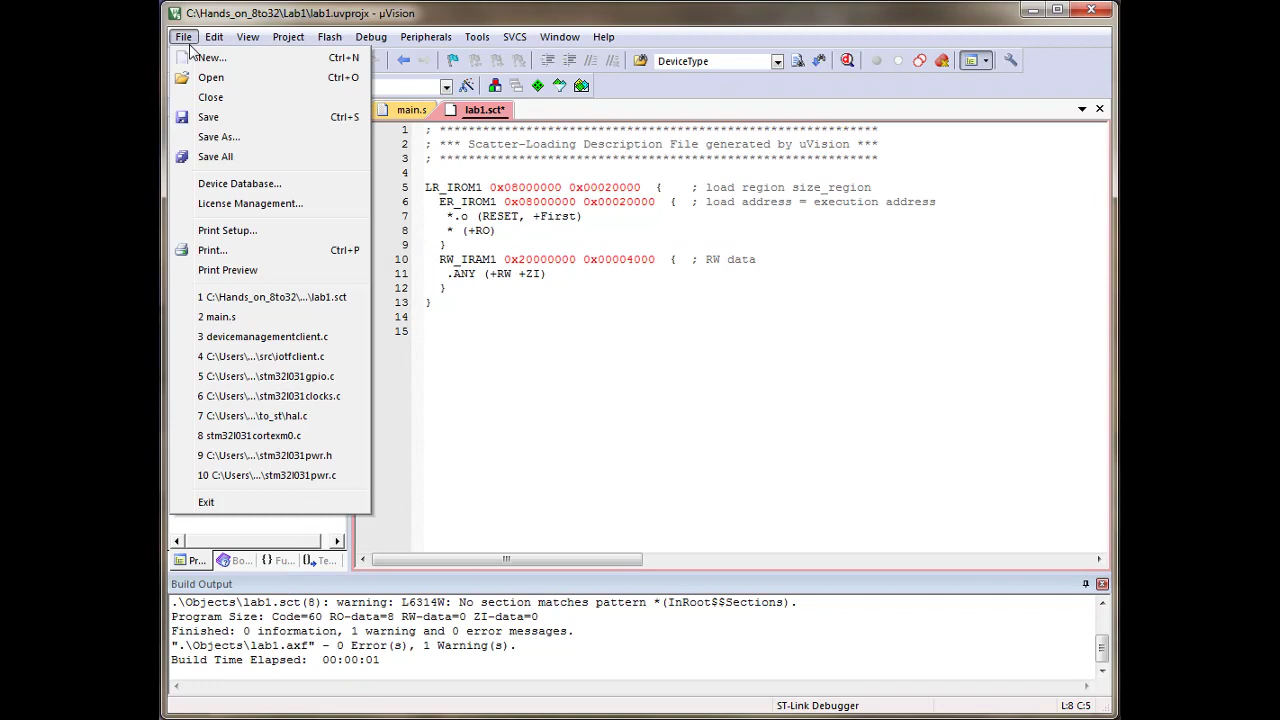 C:\Hands_on_8to32\Lab1\lab1.uvprojx - µVision
File Edit View Project Flash Debug Peripherals Tools SVCS Window Help
New... Ctrl+N
Open Ctrl+O
Close
Save Ctrl+S
Save As...
Save All
Device Database...
License Management...
Print Setup...
Print... Ctrl+P
Print Preview
1 C:\Hands_on_8to32\...\lab1.sct
2 main.s
3 devicemanagementclient.c
4 C:\Users\...\src\iotfclient.c
5 C:\Users\...\stm32l031gpio.c
6 C:\Users\...\stm32l031clocks.c
7 C:\Users\...\to_st\hal.c
8 stm32l031cortexm0.c
9 C:\Users\...\stm32l031pwr.h
10 C:\Users\...\stm32l031pwr.c
Exit
DeviceType
main.s lab1.sct*
1 ; *************************************************************
2 ; *** Scatter-Loading Description File generated by uVision ***
3 ; *************************************************************
4
5 LR_IROM1 0x08000000 0x00020000 { ; load region size_region
6 ER_IROM1 0x08000000 0x00020000 { ; load address = execution address
7 *.o (RESET, +First)
8 * (+RO)
9 }
10 RW_IRAM1 0x20000000 0x00004000 { ; RW data
11 .ANY (+RW +ZI)
12 }
13 }
14
15
Pr... Bo... {} Fu... Te...
Build Output
.\Objects\lab1.sct(8): warning: L6314W: No section matches pattern *(InRoot$$Sections).
Program Size: Code=60 RO-data=8 RW-data=0 ZI-data=0
Finished: 0 information, 1 warning and 0 error messages.
".\Objects\lab1.axf" - 0 Error(s), 1 Warning(s).
Build Time Elapsed: 00:00:01
ST-Link Debugger L:8 C:5